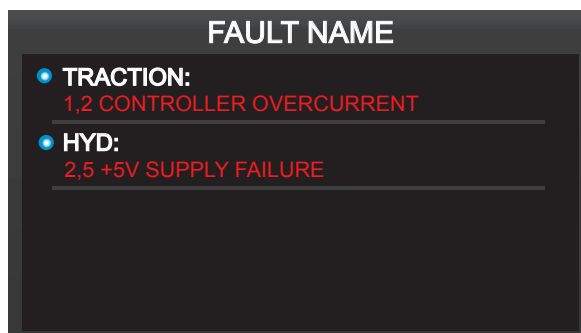 FAULT NAME
TRACTION:
1,2 CONTROLLER OVERCURRENT
HYD:
2,5 +5V SUPPLY FAILURE